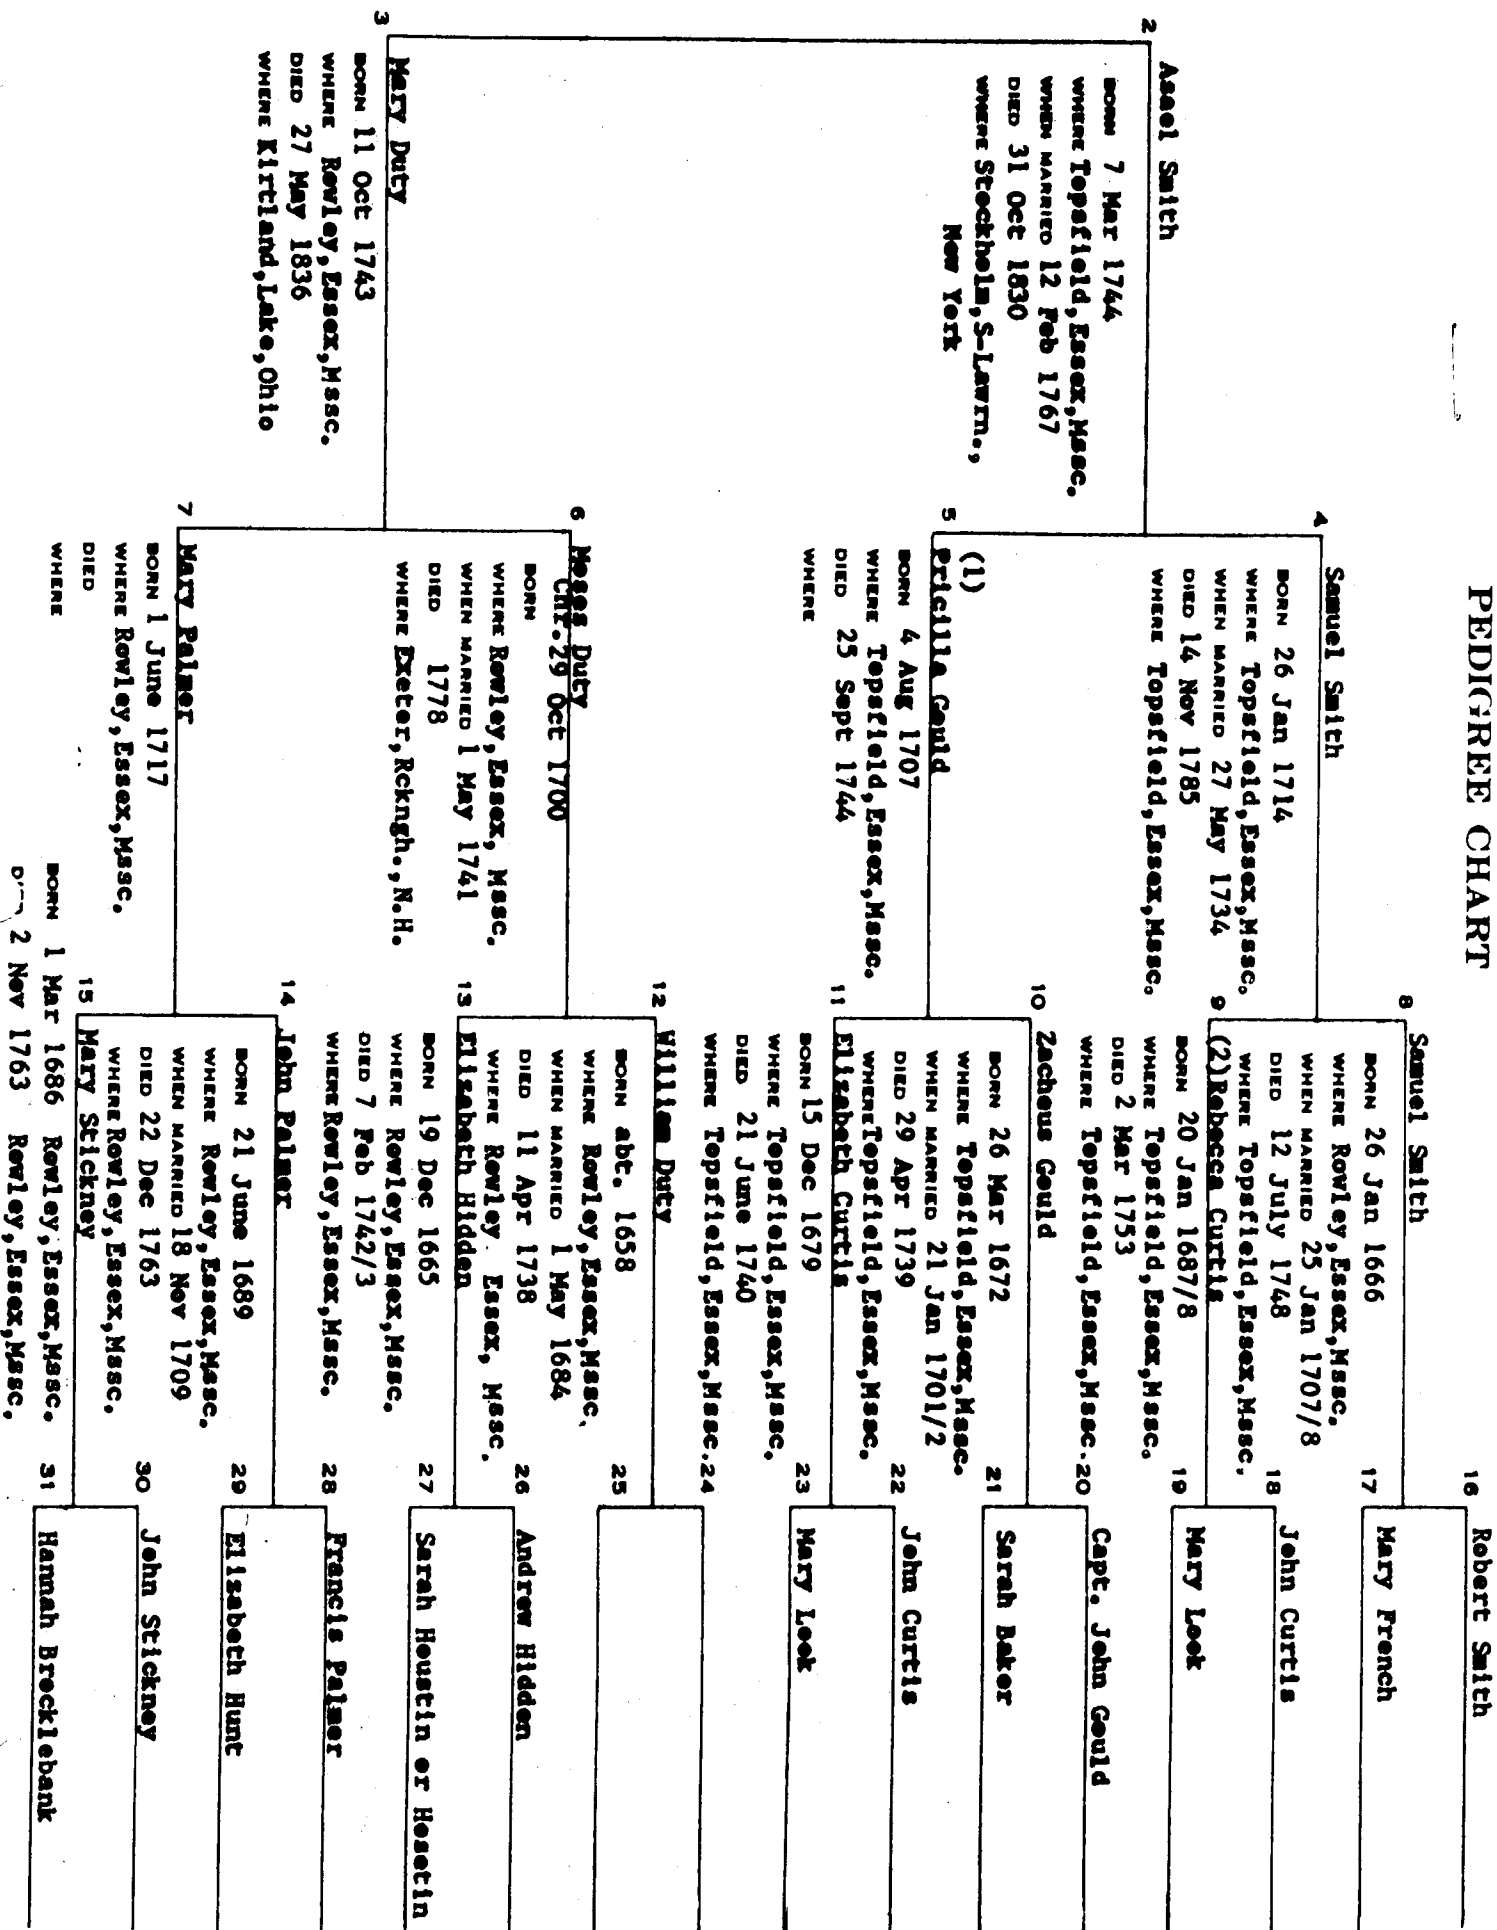 PEDIGREE CHART
2
Asael Smith
BORN 7 Mar 1744
WHERE Topsfield,Essex,Mssc.
WHEN MARRIED 12 Feb 1767
DIED 31 Oct 1830
WHERE Stockholm,S-Lawrn.,
New York
3
Mary Duty
BORN 11 Oct 1743
WHERE Rowley,Essex,Mssc.
DIED 27 May 1836
WHERE Kirtland,Lake,Ohio
4
Samuel Smith
BORN 26 Jan 1714
WHERE Topsfield,Essex,Mssc.
WHEN MARRIED 27 May 1734
DIED 14 Nov 1785
WHERE Topsfield,Essex,Mssc.
5
(1)
Pricilla Gould
BORN 4 Aug 1707
WHERE Topsfield,Essex,Mssc.
DIED 25 Sept 1744
WHERE
6
Moses Duty
Chr.29 Oct 1700
BORN
WHERE Rowley,Essex, Mssc.
WHEN MARRIED 1 May 1741
DIED 1778
WHERE Exeter,Rckngh.,N.H.
7
Mary Palmer
BORN 1 June 1717
WHERE Rowley,Essex,Mssc.
DIED
WHERE
8
Samuel Smith
BORN 26 Jan 1666
WHERE Rowley,Essex,Mssc.
WHEN MARRIED 25 Jan 1707/8
DIED 12 July 1748
WHERE Topsfield,Essex,Mssc.
9
(2)Rebecca Curtis
BORN 20 Jan 1687/8
WHERE Topsfield,Essex,Mssc.
DIED 2 Mar 1753
WHERE Topsfield,Essex,Mssc.
10
Zacheus Gould
BORN 26 Mar 1672
WHERE Topsfield,Essex,Mssc.
WHEN MARRIED 21 Jan 1701/2
DIED 29 Apr 1739
WHERE Topsfield,Essex,Mssc.
11
Elizabeth Curtis
BORN 15 Dec 1679
WHERE Topsfield,Essex,Mssc.
DIED 21 June 1740
WHERE Topsfield,Essex,Mssc.
12
William Duty
BORN abt. 1658
WHERE Rowley,Essex,Mssc.
WHEN MARRIED 1 May 1684
DIED 11 Apr 1738
WHERE Rowley Essex, Mssc.
13
Elizabeth Hidden
BORN 19 Dec 1665
WHERE Rowley,Essex,Mssc.
DIED 7 Feb 1742/3
WHERE Rowley,Essex,Mssc.
14
John Palmer
BORN 21 June 1689
WHERE Rowley,Essex,Mssc.
WHEN MARRIED 18 Nov 1709
DIED 22 Dec 1763
WHERE Rowley,Essex,Mssc.
15
Mary Stickney
BORN 1 Mar 1686 Rowley,Essex,Mssc.
2 Nov 1763 Rowley,Essex,Mssc.
16
Robert Smith
17
Mary French
18
John Curtis
19
Mary Look
20
Capt. John Gould
21
Sarah Baker
22
John Curtis
23
Mary Look
24
25
26
Andrew Hidden
27
Sarah Houstin or Hosetin
28
Francis Palmer
29
Elisabeth Hunt
30
John Stickney
31
Hannah Brocklebank